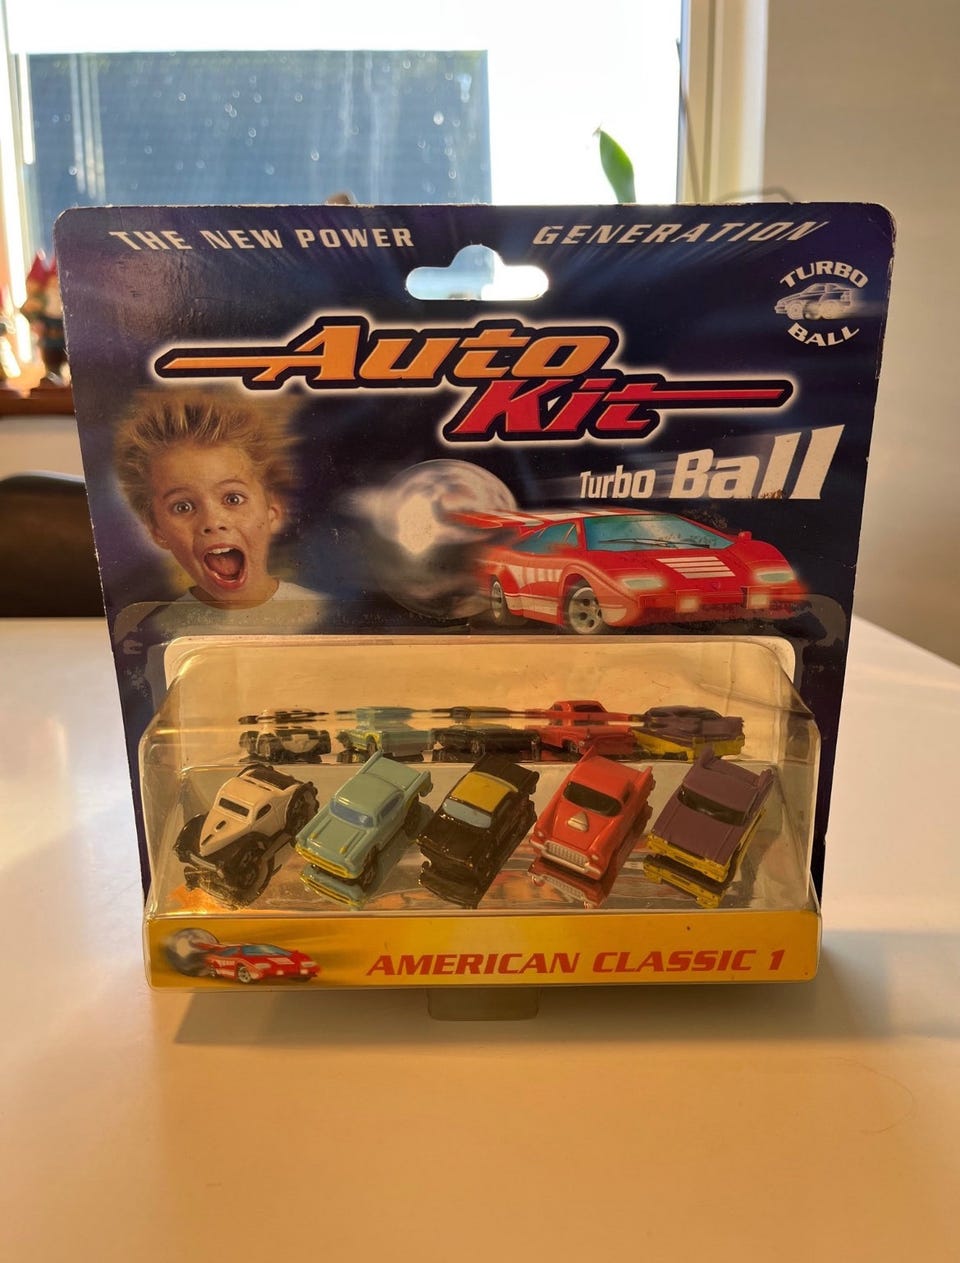 THE NEW POWER GENERATION
TURBO
BALL
Auto
Kit
Turbo Ball
AMERICAN CLASSIC 1